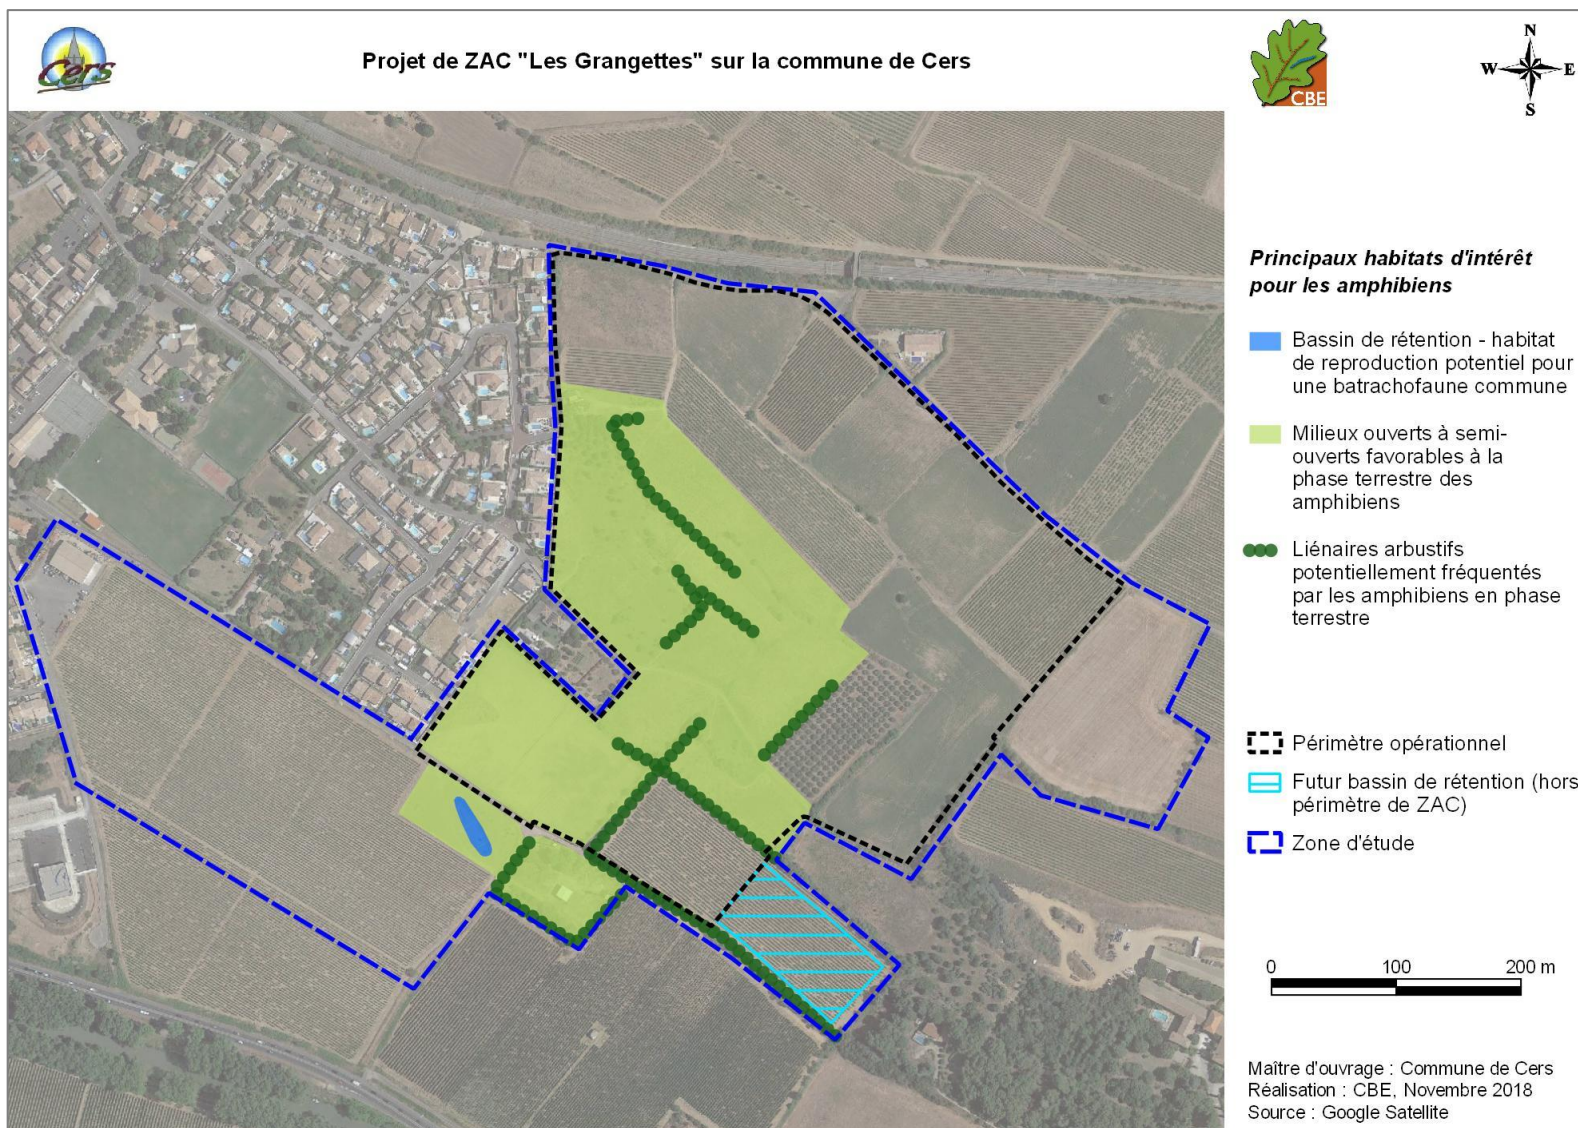 Cers
Projet de ZAC "Les Grangettes" sur la commune de Cers
CBE
N
W E
S
Principaux habitats d'intérêt
pour les amphibiens
Bassin de rétention - habitat
de reproduction potentiel pour
une batrachofaune commune
Milieux ouverts à semi-
ouverts favorables à la
phase terrestre des
amphibiens
Liénaires arbustifs
potentiellement fréquentés
par les amphibiens en phase
terrestre
Périmètre opérationnel
Futur bassin de rétention (hors
périmètre de ZAC)
Zone d'étude
0 100 200 m
Maître d'ouvrage : Commune de Cers
Réalisation : CBE, Novembre 2018
Source : Google Satellite